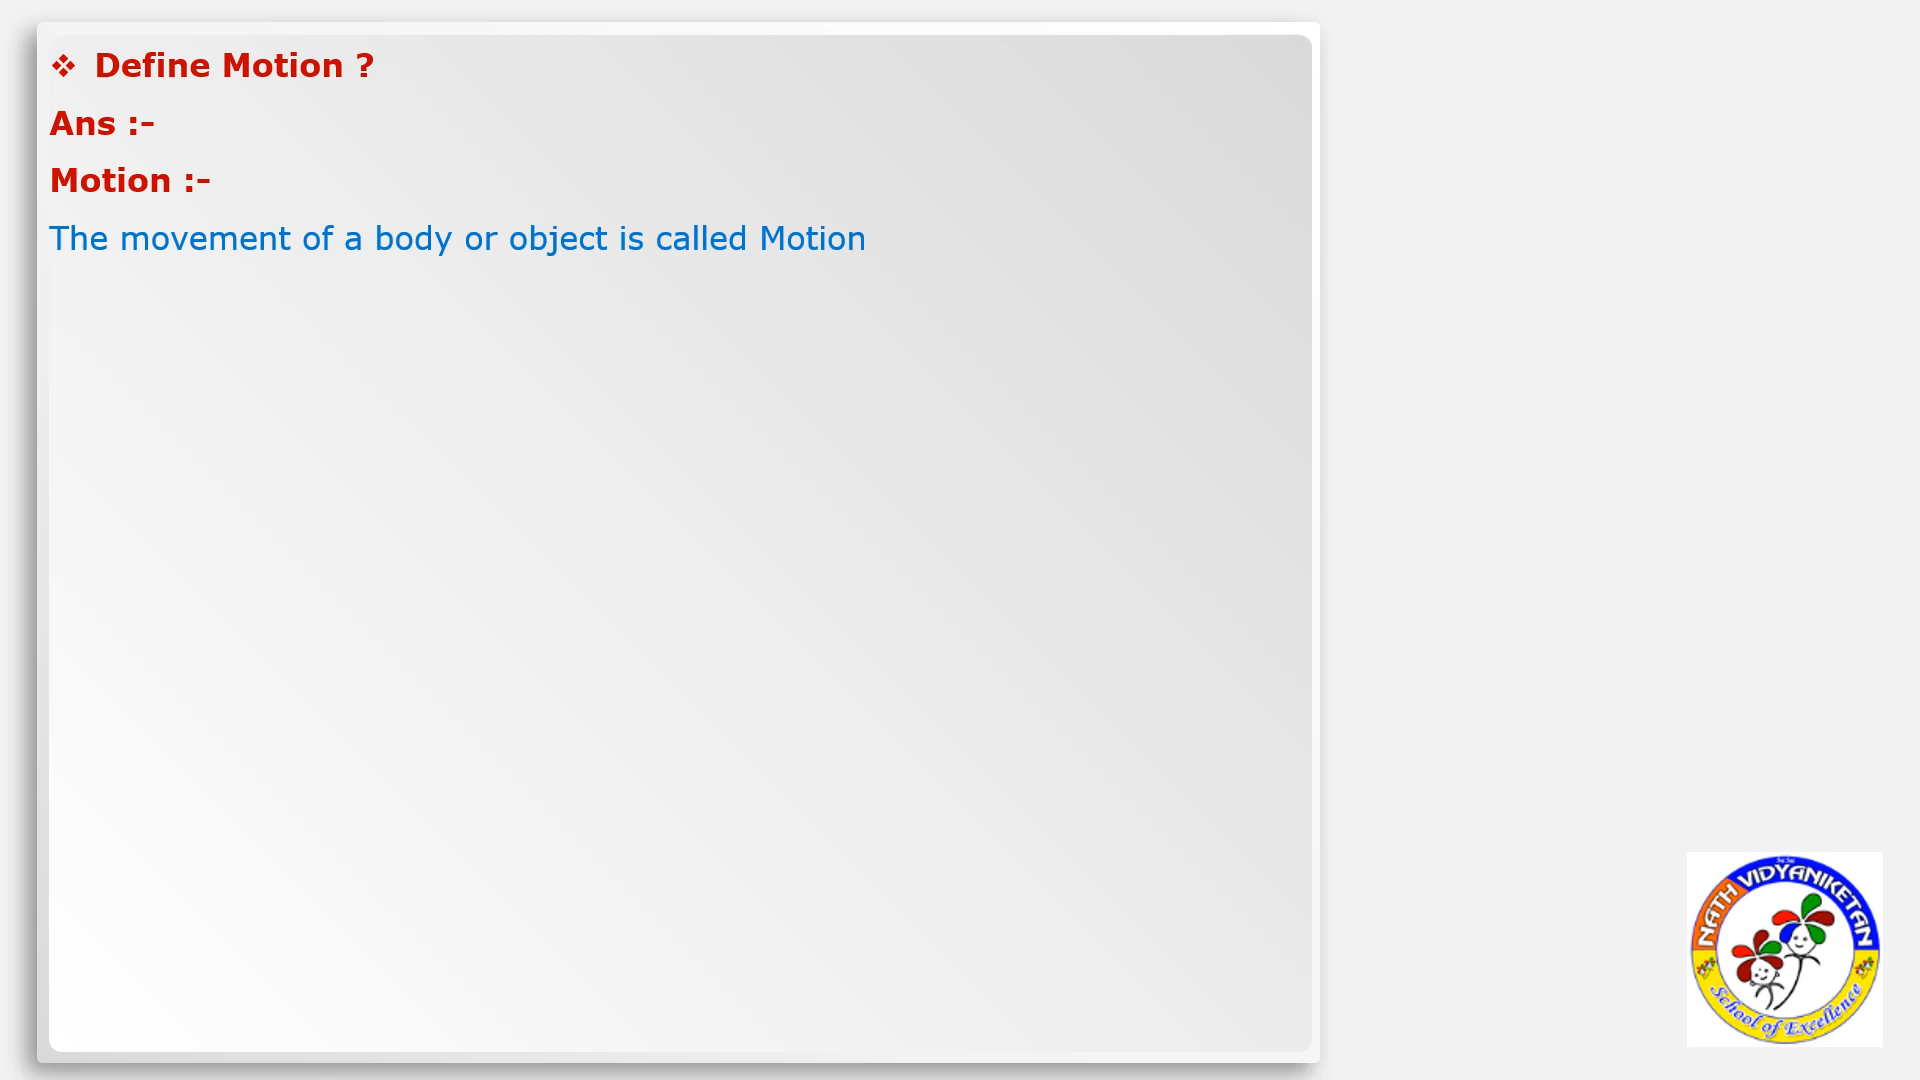 ❖ Define Motion ?
Ans :–
Motion :–
The movement of a body or object is called Motion
NATH VIDYANIKETAN
School of Excellence